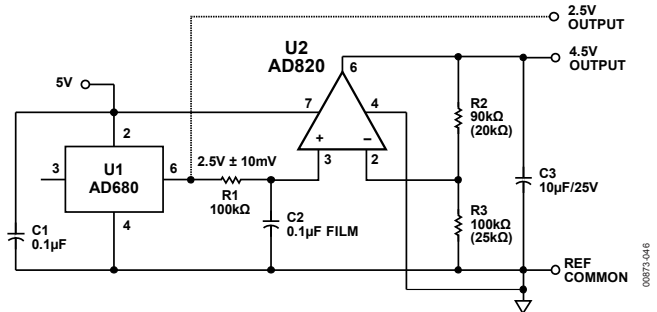 2.5V
OUTPUT
U2
AD820
6
4.5V
OUTPUT
5V
7
4
R2
90kΩ
(20kΩ)
2
+
–
3
U1
AD680
6
2.5V ± 10mV
3
2
R1
100kΩ
C3
10µF/25V
4
C1
0.1µF
C2
0.1µF FILM
R3
100kΩ
(25kΩ)
REF
COMMON
00873-046